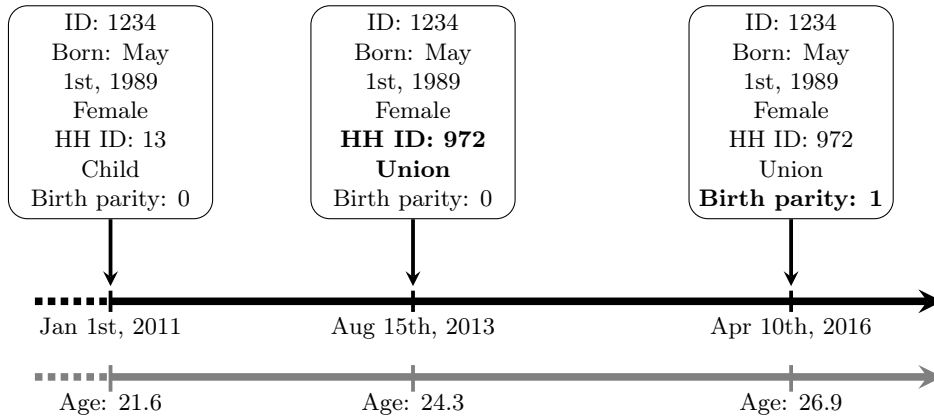 ID: 1234
Born: May
1st, 1989
Female
HH ID: 13
Child
Birth parity: 0
ID: 1234
Born: May
1st, 1989
Female
HH ID: 972
Union
Birth parity: 0
ID: 1234
Born: May
1st, 1989
Female
HH ID: 972
Union
Birth parity: 1
Jan 1st, 2011
Aug 15th, 2013
Apr 10th, 2016
Age: 21.6
Age: 24.3
Age: 26.9